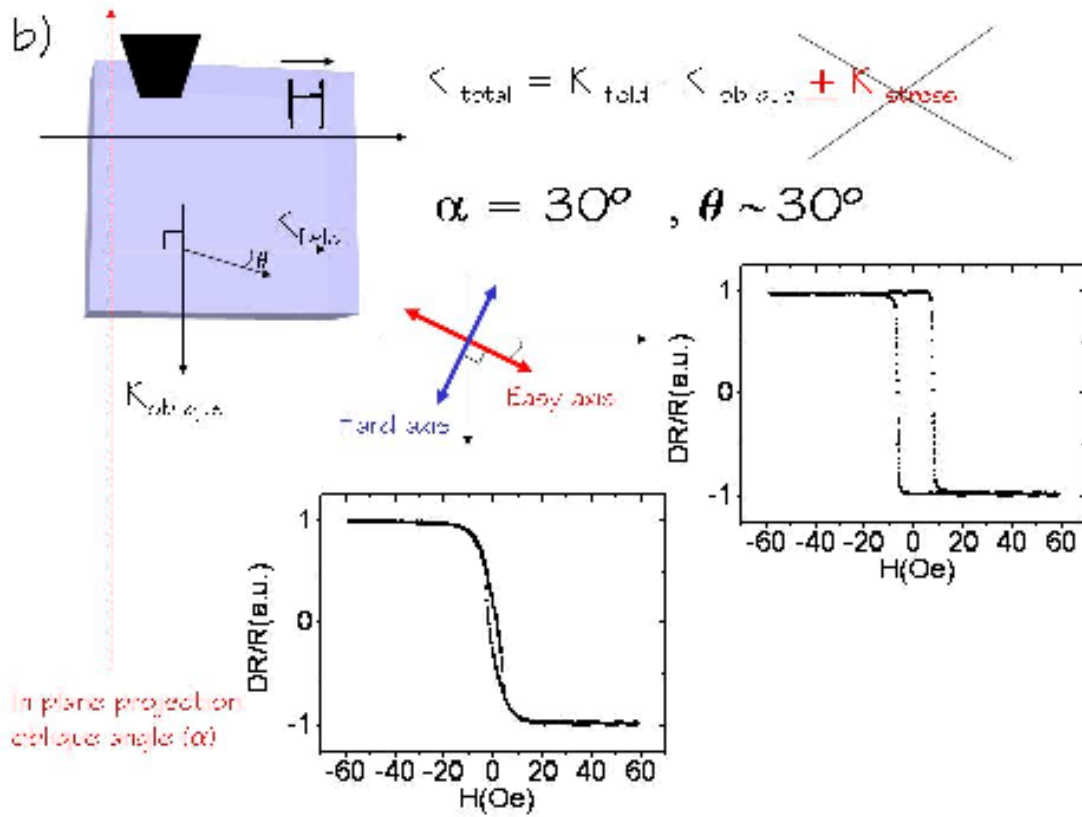 b)
H
K total = K field - K oblique + K stress
α = 30° , θ ~ 30°
K field
θ
K oblique
Easy axis
Hard axis
In plane projection
oblique angle (α)
DR/R(a.u.)
1
0
-1
-60 -40 -20 0 20 40 60
H(Oe)
DR/R(a.u.)
1
0
-1
-60 -40 -20 0 20 40 60
H(Oe)